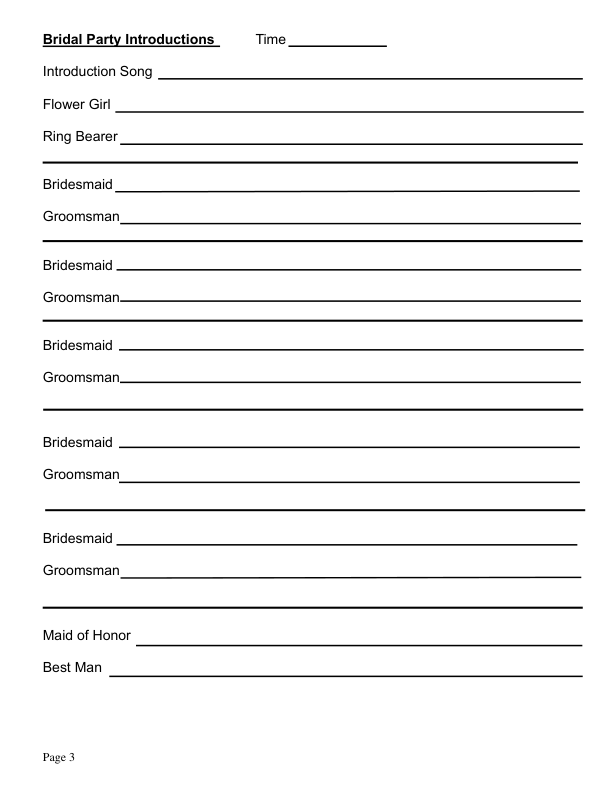 Bridal Party Introductions Time
Introduction Song
Flower Girl
Ring Bearer
Bridesmaid
Groomsman
Bridesmaid
Groomsman
Bridesmaid
Groomsman
Bridesmaid
Groomsman
Bridesmaid
Groomsman
Maid of Honor
Best Man
Page 3